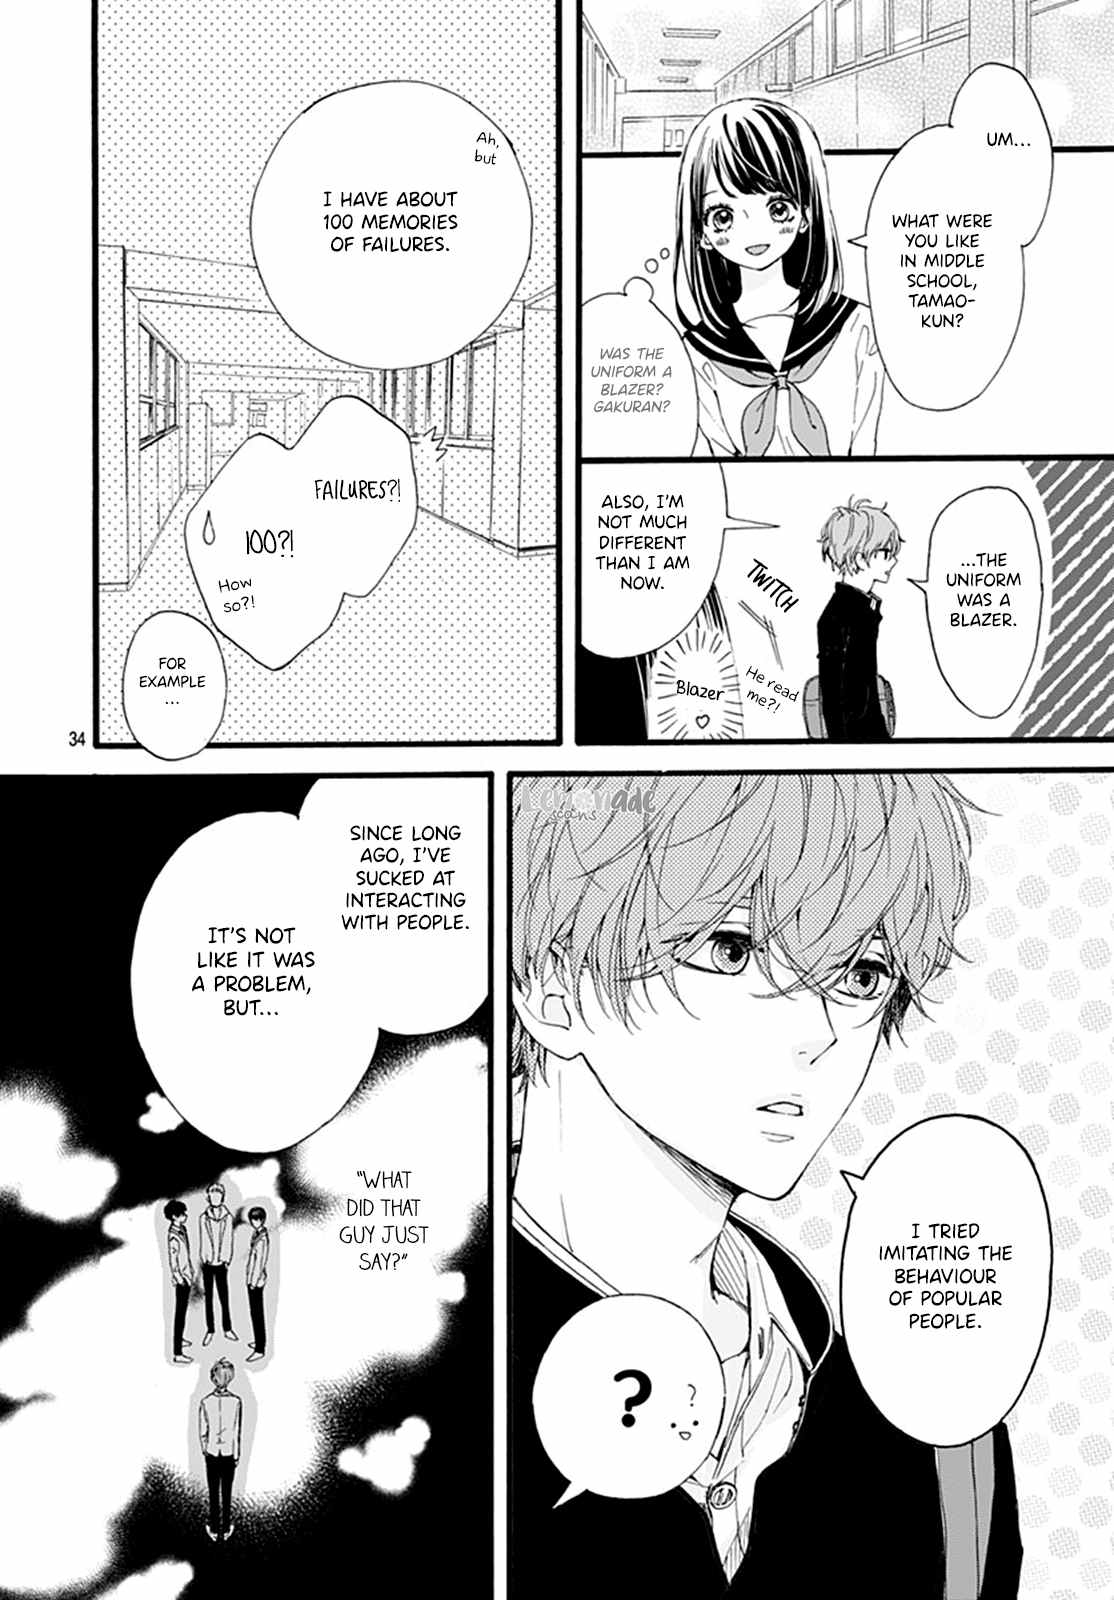 UM...
WHAT WERE
YOU LIKE
IN MIDDLE
SCHOOL,
TAMAO-
KUN?
WAS THE
UNIFORM A
BLAZER?
GAKURAN?
...THE
UNIFORM
WAS A
BLAZER.
ALSO, I'M
NOT MUCH
DIFFERENT
THAN I AM
NOW.
TWITCH
He read
me?!
Blazer
Ah,
but
I HAVE ABOUT
100 MEMORIES
OF FAILURES.
FAILURES?!
100?!
How
so?!
FOR
EXAMPLE
...
34
Lemonade
scans
I TRIED
IMITATING THE
BEHAVIOUR
OF POPULAR
PEOPLE.
?
?
SINCE LONG
AGO, I'VE
SUCKED AT
INTERACTING
WITH PEOPLE.
IT'S NOT
LIKE IT WAS
A PROBLEM,
BUT...
"WHAT
DID THAT
GUY JUST
SAY?"